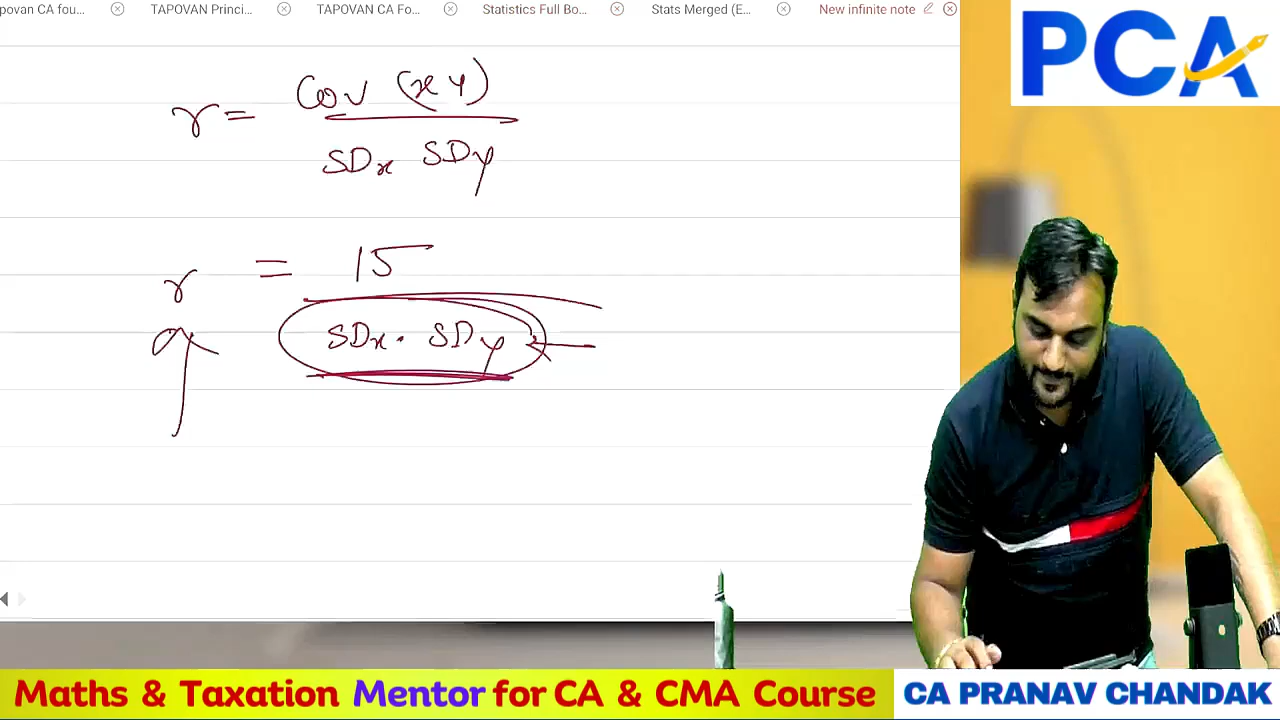 povan CA fou... TAPOVAN Princi... TAPOVAN CA Fo... Statistics Full Bo... Stats Merged (E... New infinite note
PCA
r = Cov (x y)
SDx SDy
r = 15
SDx . SDy
Maths & Taxation Mentor for CA & CMA Course
CA PRANAV CHANDAK